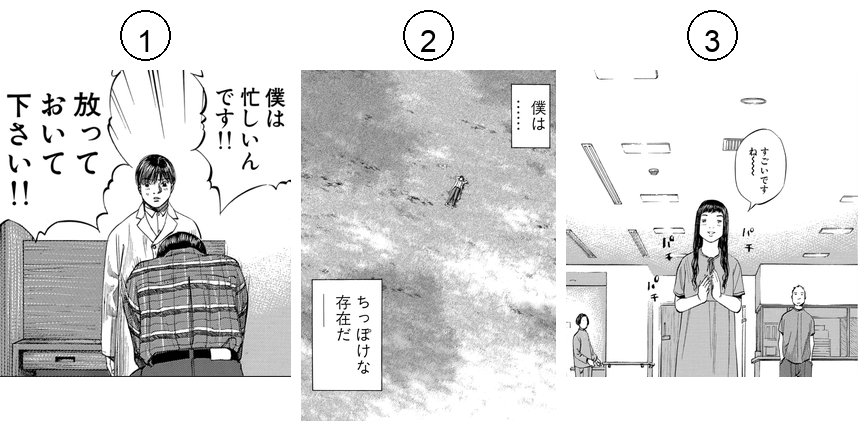 1
2
3
僕は
忙しいん
です!!
放って
おいて
下さい!!
僕は
……
ちっぽけな
存在だ
――
すごいです
ね〜〜
パチ
パチ
パチ